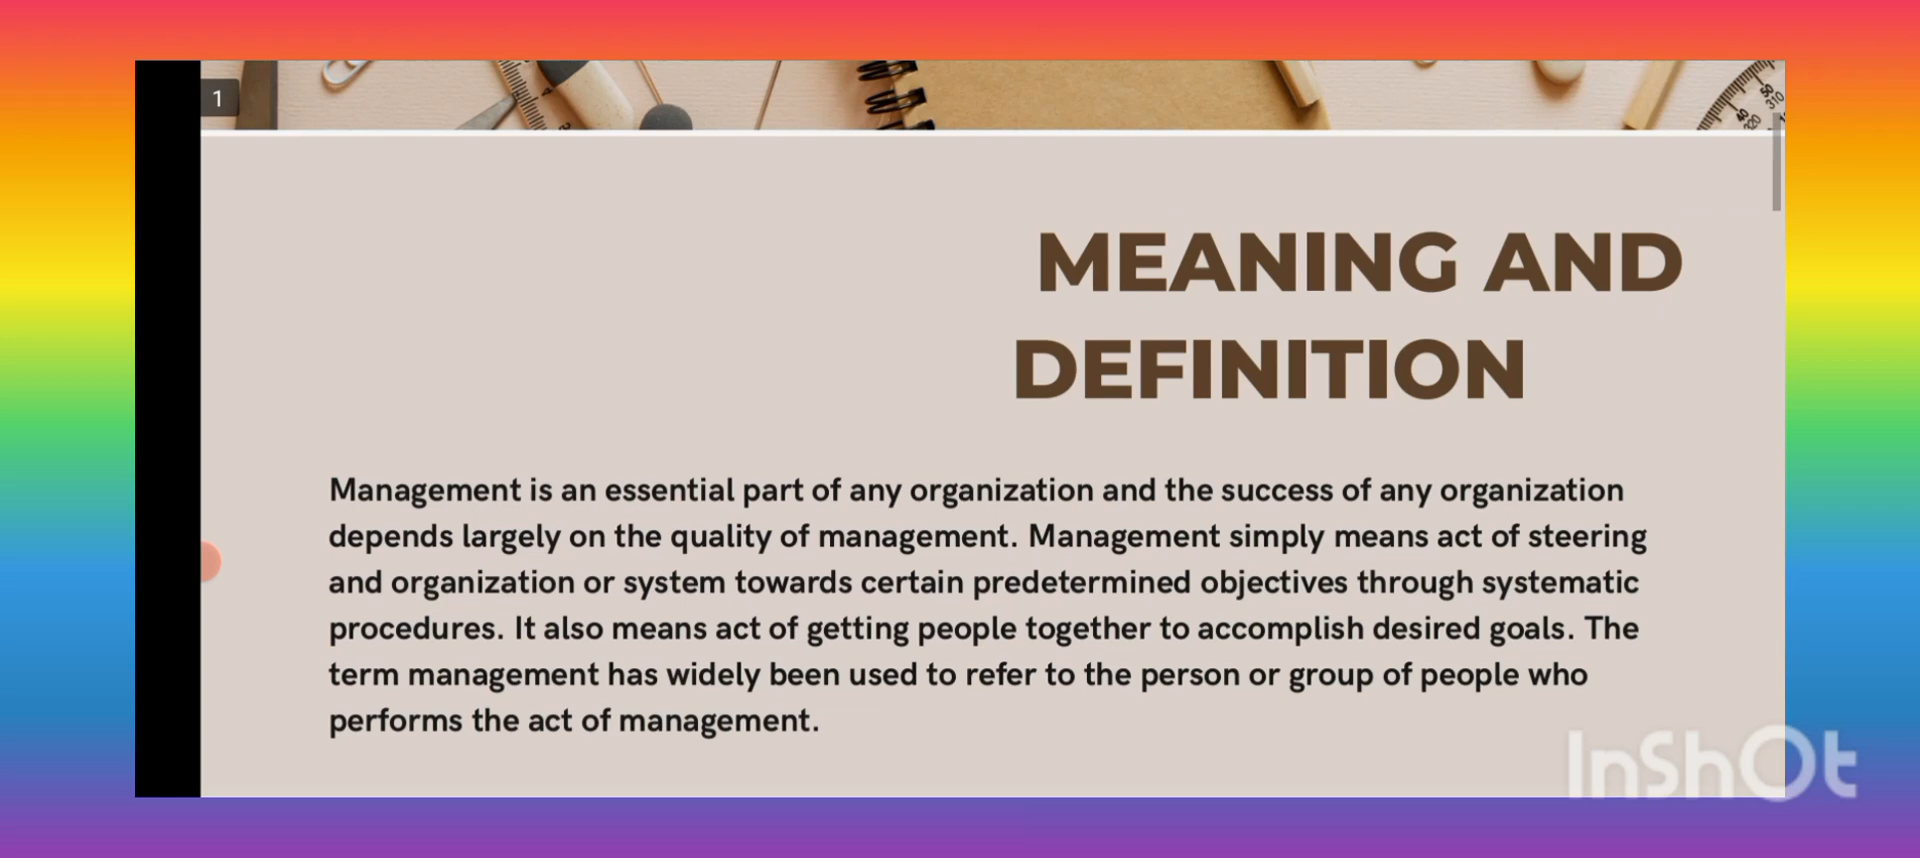 1
MEANING AND
DEFINITION
Management is an essential part of any organization and the success of any organization
depends largely on the quality of management. Management simply means act of steering
and organization or system towards certain predetermined objectives through systematic
procedures. It also means act of getting people together to accomplish desired goals. The
term management has widely been used to refer to the person or group of people who
performs the act of management.
InShOt